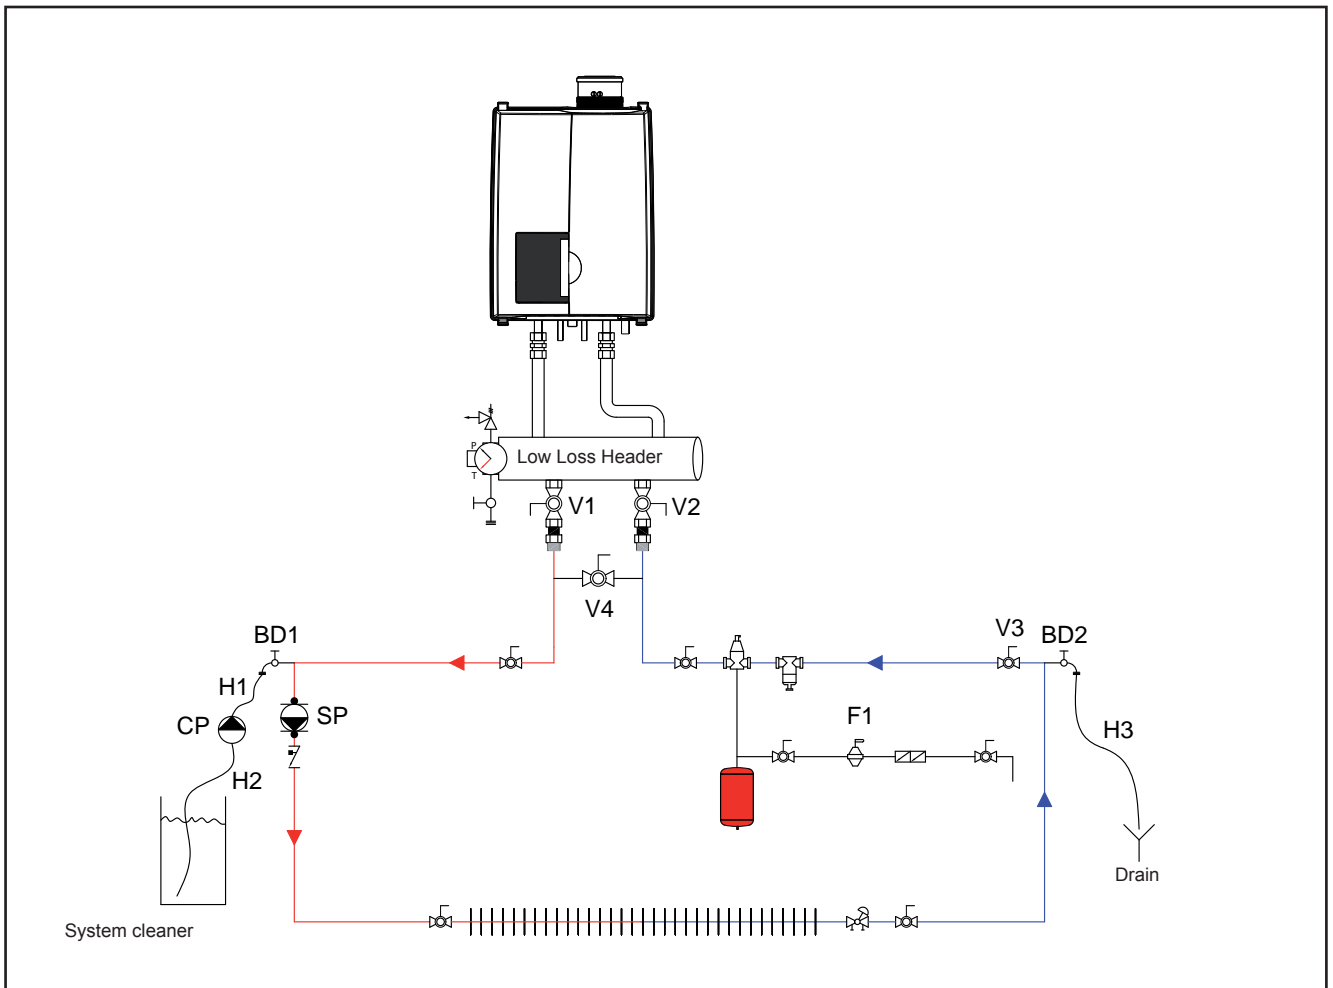 P
Low Loss Header
T
V1
V2
V4
BD1
V3
BD2
H1
CP
SP
F1
H3
H2
Drain
System cleaner